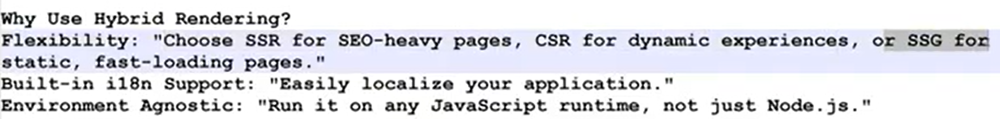 Why Use Hybrid Rendering?
Flexibility: "Choose SSR for SEO-heavy pages, CSR for dynamic experiences, or SSG for
static, fast-loading pages."
Built-in i18n Support: "Easily localize your application."
Environment Agnostic: "Run it on any JavaScript runtime, not just Node.js."